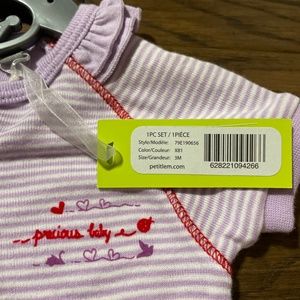 1PC SET / 1PIÈCE
Style/Modèle: 79E190656
Color/Couleur: X81
Size/Grandeur: 3M
petitlem.com
628221094266
precious baby